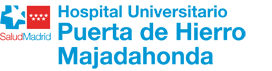 Hospital Universitario
Puerta de Hierro
Majadahonda
SaludMadrid